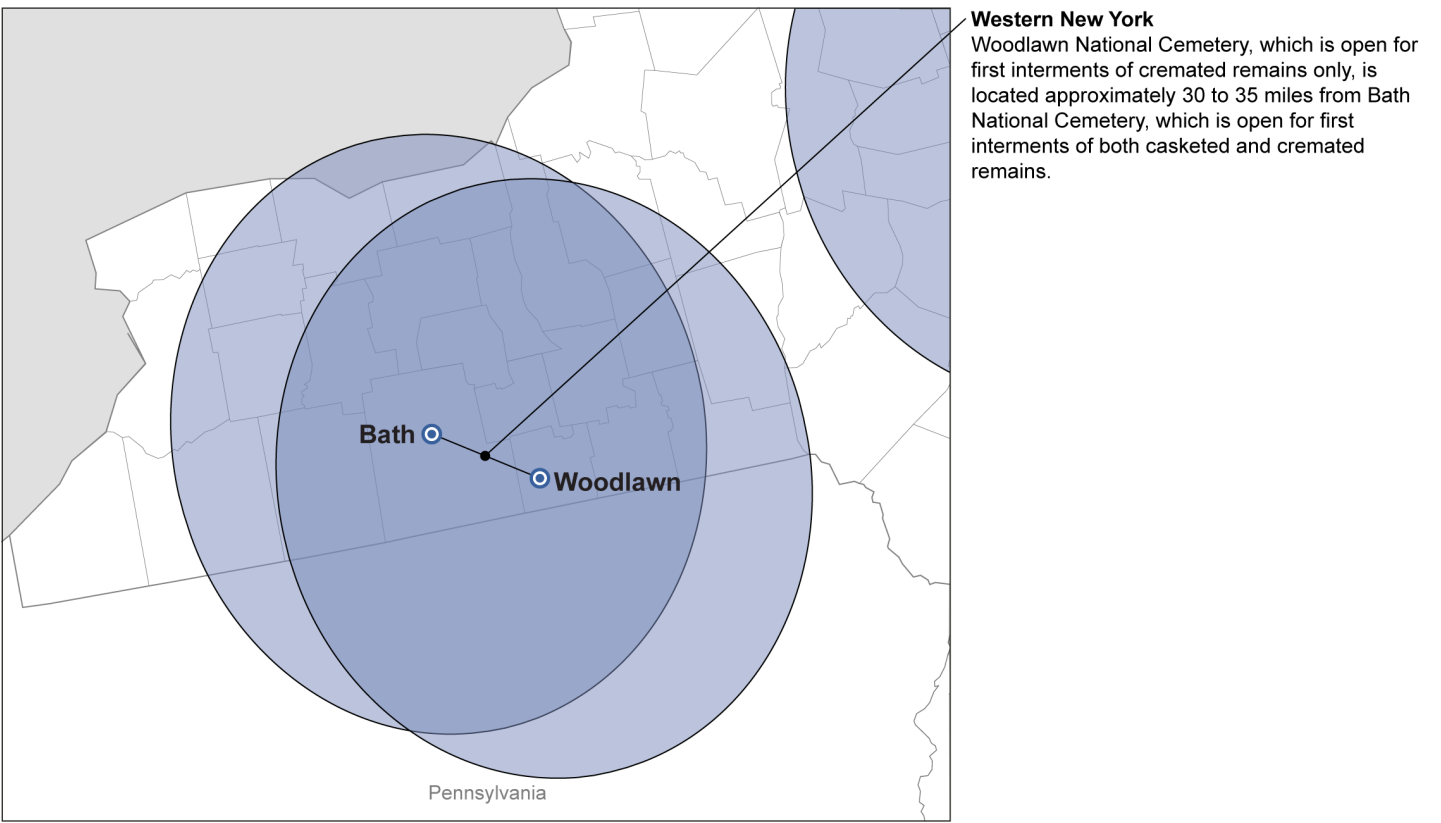 Western New York
Woodlawn National Cemetery, which is open for
first interments of cremated remains only, is
located approximately 30 to 35 miles from Bath
National Cemetery, which is open for first
interments of both casketed and cremated
remains.
Bath
Woodlawn
Pennsylvania